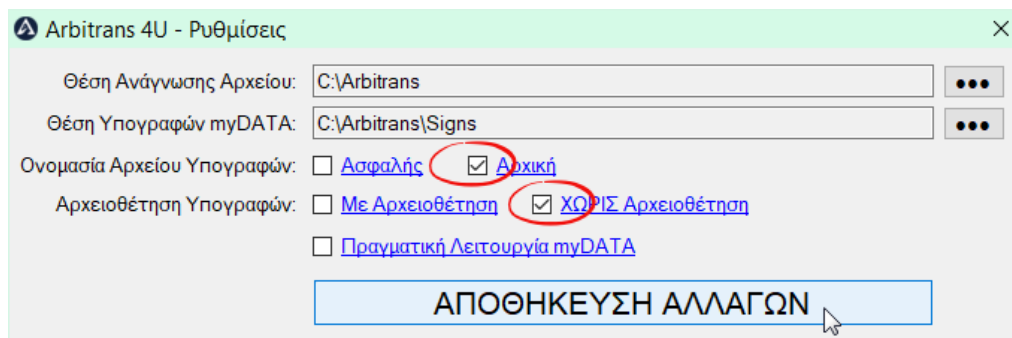 Arbitrans 4U - Ρυθμίσεις
Θέση Ανάγνωσης Αρχείου: C:\Arbitrans
Θέση Υπογραφών myDATA: C:\Arbitrans\Signs
Ονομασία Αρχείου Υπογραφών: Ασφαλής Αρχική
Αρχειοθέτηση Υπογραφών: Με Αρχειοθέτηση ΧΩΡΙΣ Αρχειοθέτηση
Πραγματική Λειτουργία myDATA
ΑΠΟΘΗΚΕΥΣΗ ΑΛΛΑΓΩΝ